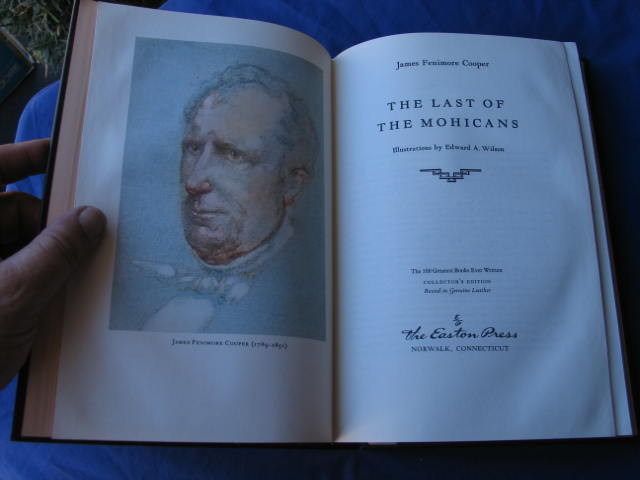 JAMES FENIMORE COOPER (1789-1851)
James Fenimore Cooper
THE LAST OF
THE MOHICANS
Illustrations by Edward A. Wilson
The 100 Greatest Books Ever Written
COLLECTOR'S EDITION
Bound in Genuine Leather
The Easton Press
NORWALK, CONNECTICUT